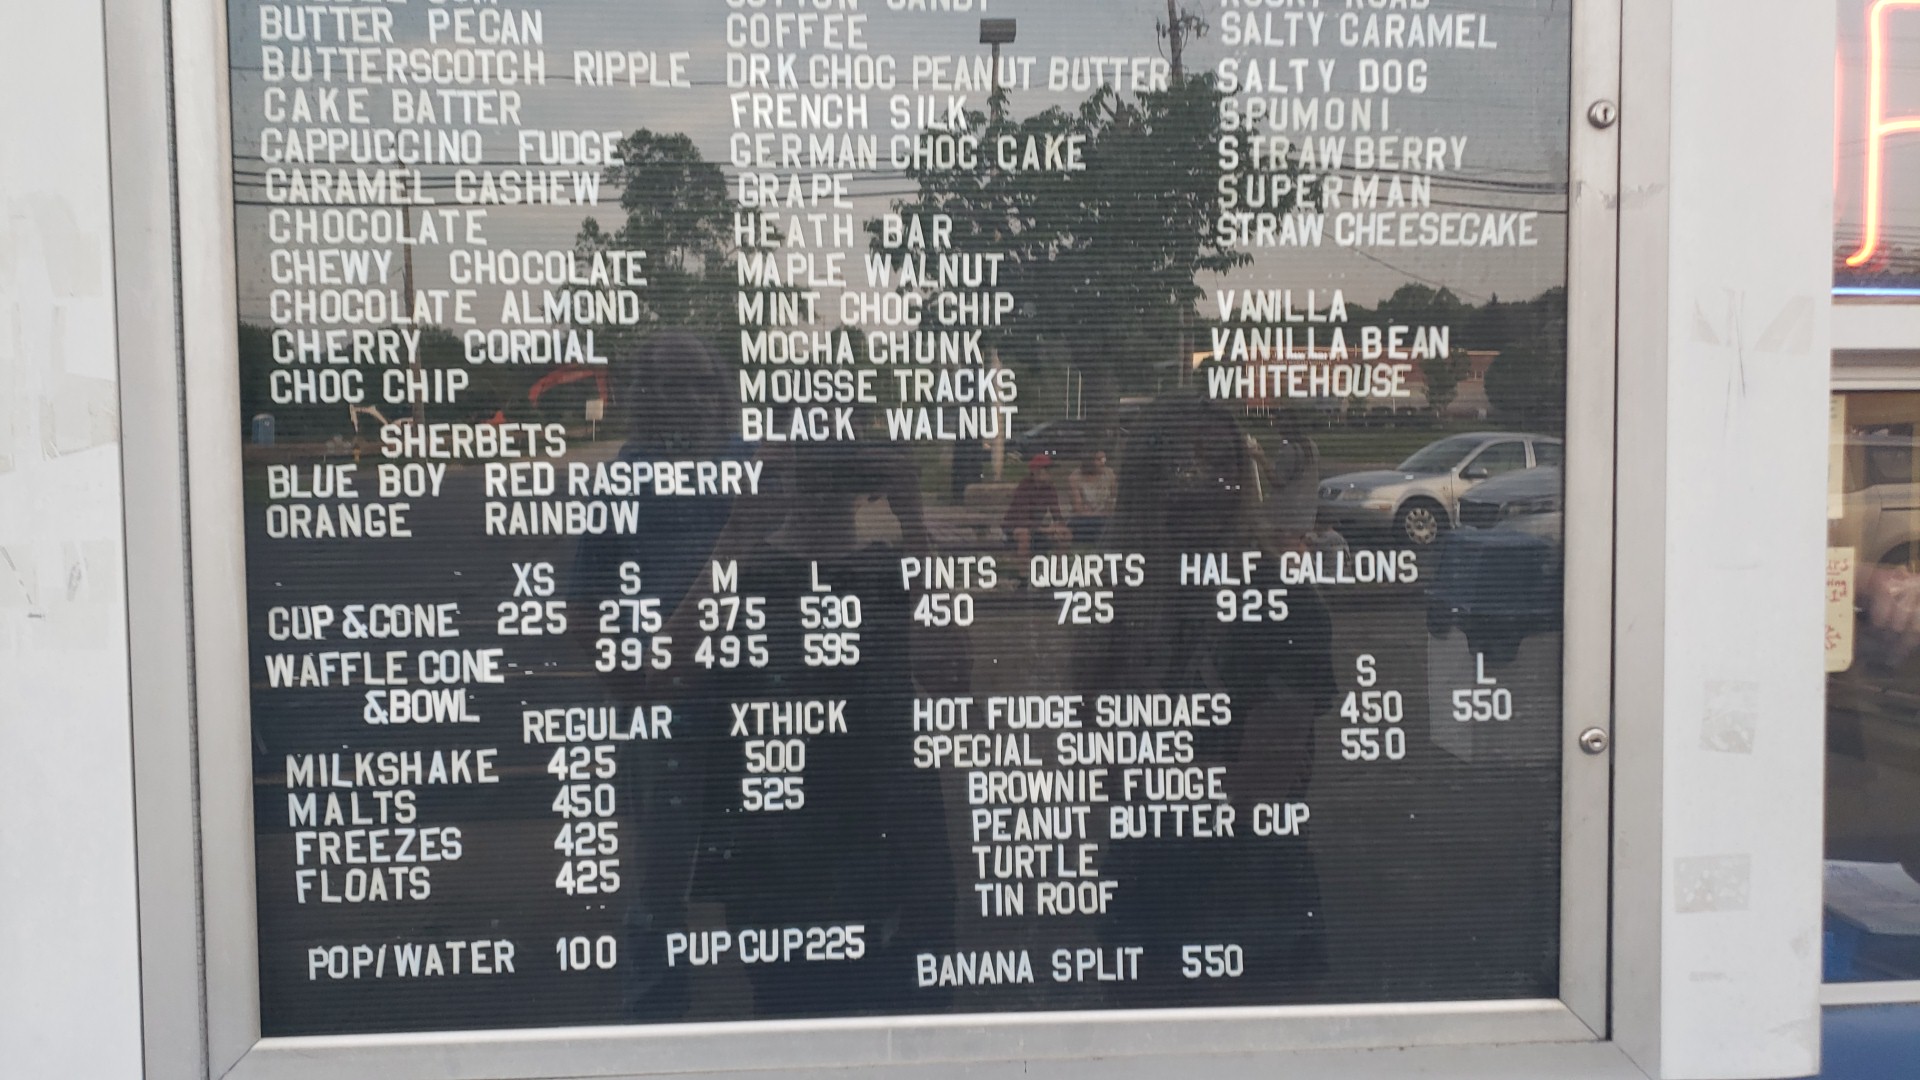 BUTTER PECAN
BUTTERSCOTCH RIPPLE
CAKE BATTER
CAPPUCCINO FUDGE
CARAMEL CASHEW
CHOCOLATE
CHEWY CHOCOLATE
CHOCOLATE ALMOND
CHERRY CORDIAL
CHOC CHIP
COTTON CANDY
COFFEE
DRK CHOC PEANUT BUTTER
FRENCH SILK
GERMAN CHOC CAKE
GRAPE
HEATH BAR
MAPLE WALNUT
MINT CHOC CHIP
MOCHA CHUNK
MOUSSE TRACKS
BLACK WALNUT
ROCKY ROAD
SALTY CARAMEL
SALTY DOG
SPUMONI
STRAWBERRY
SUPERMAN
STRAW CHEESECAKE
VANILLA
VANILLA BEAN
WHITEHOUSE
SHERBETS
BLUE BOY RED RASPBERRY
ORANGE RAINBOW
XS S M L PINTS QUARTS HALF GALLONS
CUP & CONE 225 275 375 530 450 725 925
WAFFLE CONE 395 495 595
&BOWL
REGULAR XTHICK
MILKSHAKE 425 500
MALTS 450 525
FREEZES 425
FLOATS 425
S L
HOT FUDGE SUNDAES 450 550
SPECIAL SUNDAES 550
BROWNIE FUDGE
PEANUT BUTTER CUP
TURTLE
TIN ROOF
POP/WATER 100 PUP CUP 225
BANANA SPLIT 550